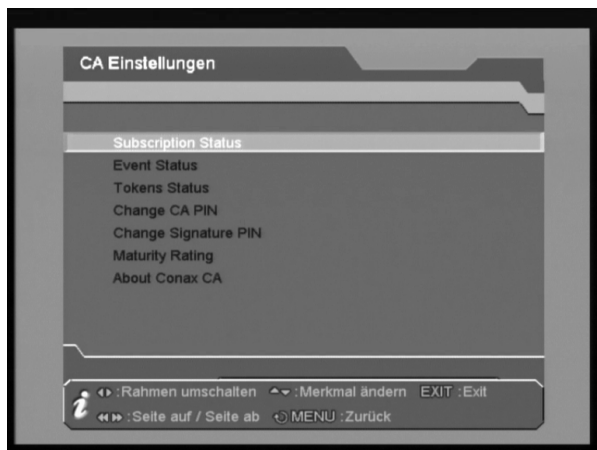 CA Einstellungen
Subscription Status
Event Status
Tokens Status
Change CA PIN
Change Signature PIN
Maturity Rating
About Conax CA
:Rahmen umschalten :Merkmal ändern EXIT :Exit
:Seite auf / Seite ab MENU :Zurück